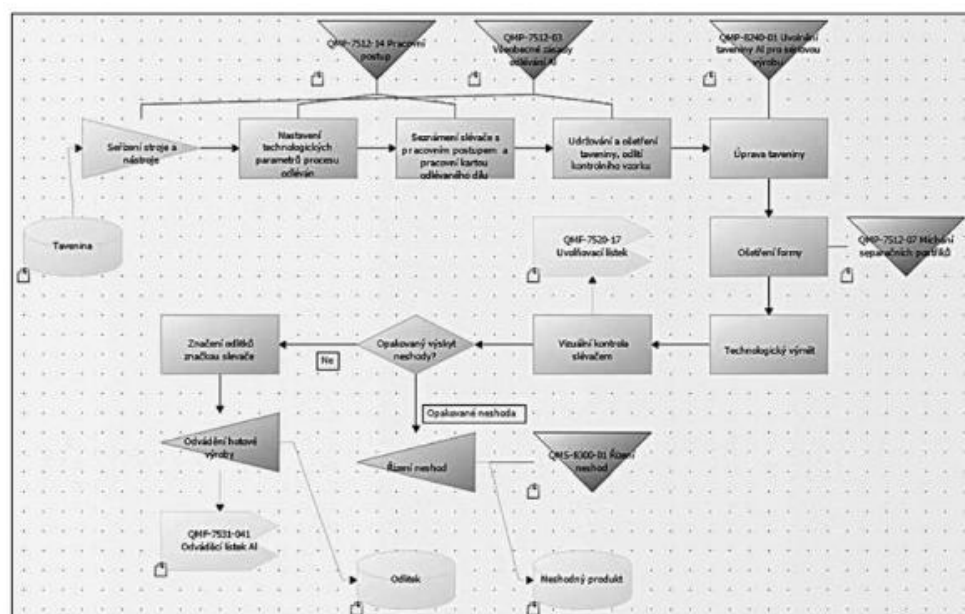 QMP-7512-14 Pracovní
postup
QMP-7512-03
Všeobecné zásady
odlévání Al
QMP-8240-01 Uvolnění
taveniny Al pro sériovou
výrobu
Seřízení stroje a
nástroje
Nastavení
technologických
parametrů procesu
odléván
Seznámení slévače s
pracovním postupem a
pracovní kartou
odlévaného dílu
Udržování a ošetření
taveniny, odlití
kontrolního vzorku
Úprava taveniny
Tavenina
QMF-7520-17
Uvolňovací lístek
Ošetření formy
QMP-7512-07 Míchání
separačních postřiků
Značení odlitků
značkou slevače
Opakovaný výskyt
neshody?
Vizuální kontrola
slévačem
Technologický výmět
Ne
Opakované neshoda
Odvádění hotové
výroby
Řízení neshod
QMS-8300-01 Řízení
neshod
QMF-7531-041
Odváděcí lístek Al
Odlitek
Neshodný produkt